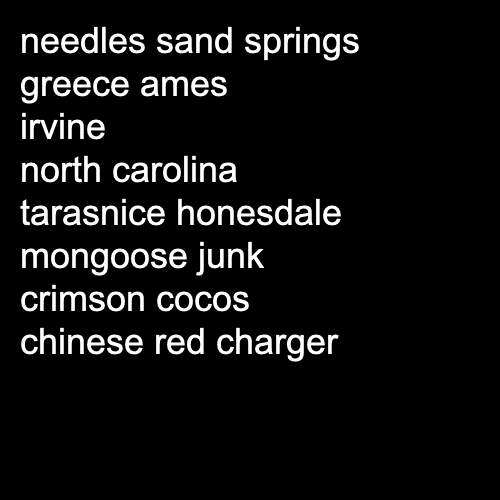 needles sand springs
greece ames
irvine
north carolina
tarasnice honesdale
mongoose junk
crimson cocos
chinese red charger